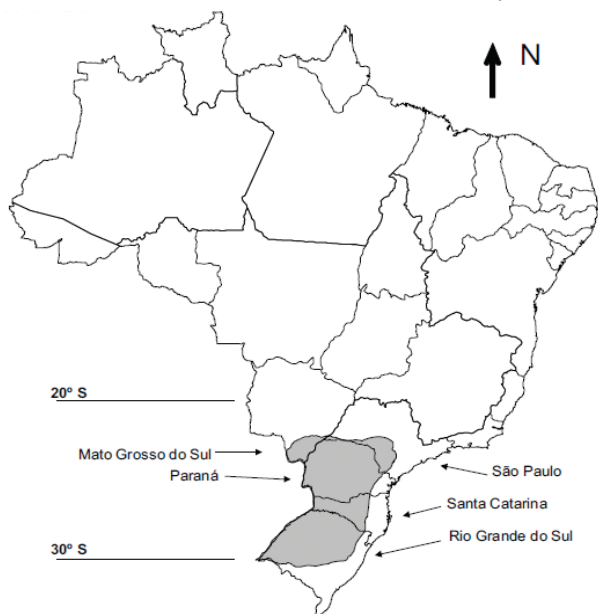 N
20º S
Mato Grosso do Sul
Paraná
São Paulo
Santa Catarina
Rio Grande do Sul
30º S